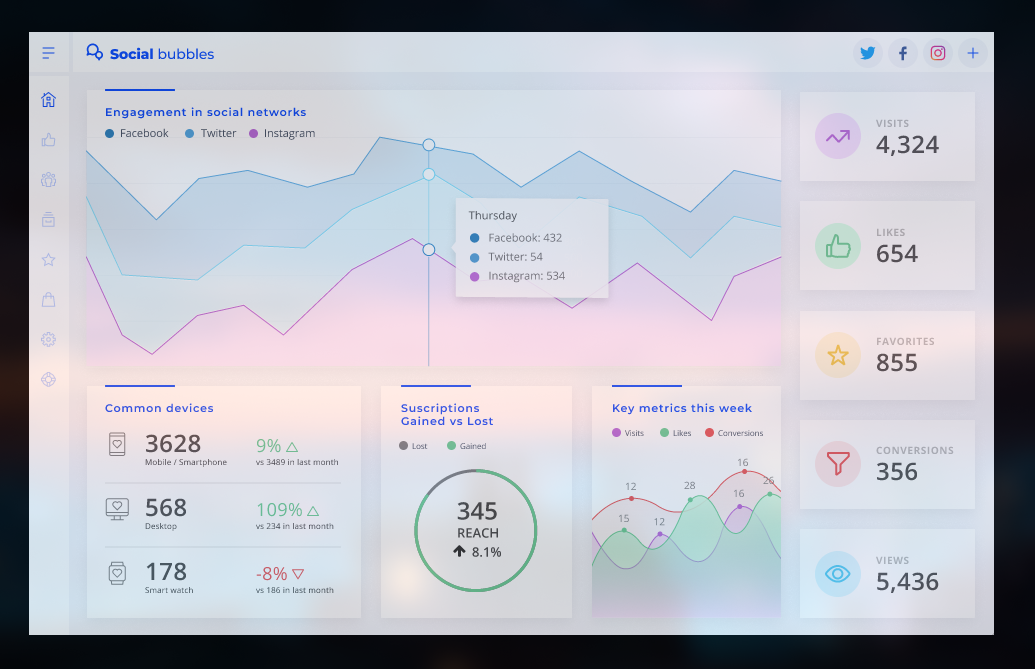 Social bubbles
Engagement in social networks
Facebook Twitter Instagram
Thursday
Facebook: 432
Twitter: 54
Instagram: 534
VISITS
4,324
LIKES
654
FAVORITES
855
CONVERSIONS
356
VIEWS
5,436
Common devices
3628
Mobile / Smartphone
9%
vs 3489 in last month
568
Desktop
109%
vs 234 in last month
178
Smart watch
-8%
vs 186 in last month
Suscriptions
Gained vs Lost
Lost Gained
345
REACH
8.1%
Key metrics this week
Visits Likes Conversions
16
12 28 26
16
15 12